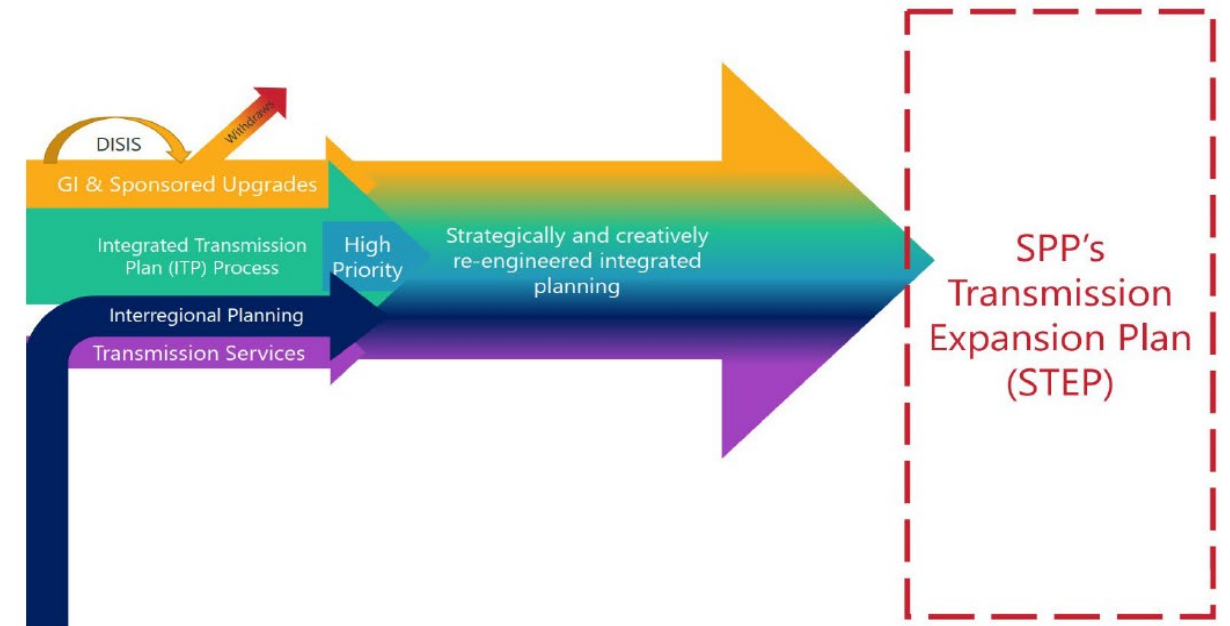 DISIS
Withdraws
GI & Sponsored Upgrades
Integrated Transmission
Plan (ITP) Process
High
Priority
Interregional Planning
Transmission Services
Strategically and creatively
re-engineered integrated
planning
SPP's
Transmission
Expansion Plan
(STEP)